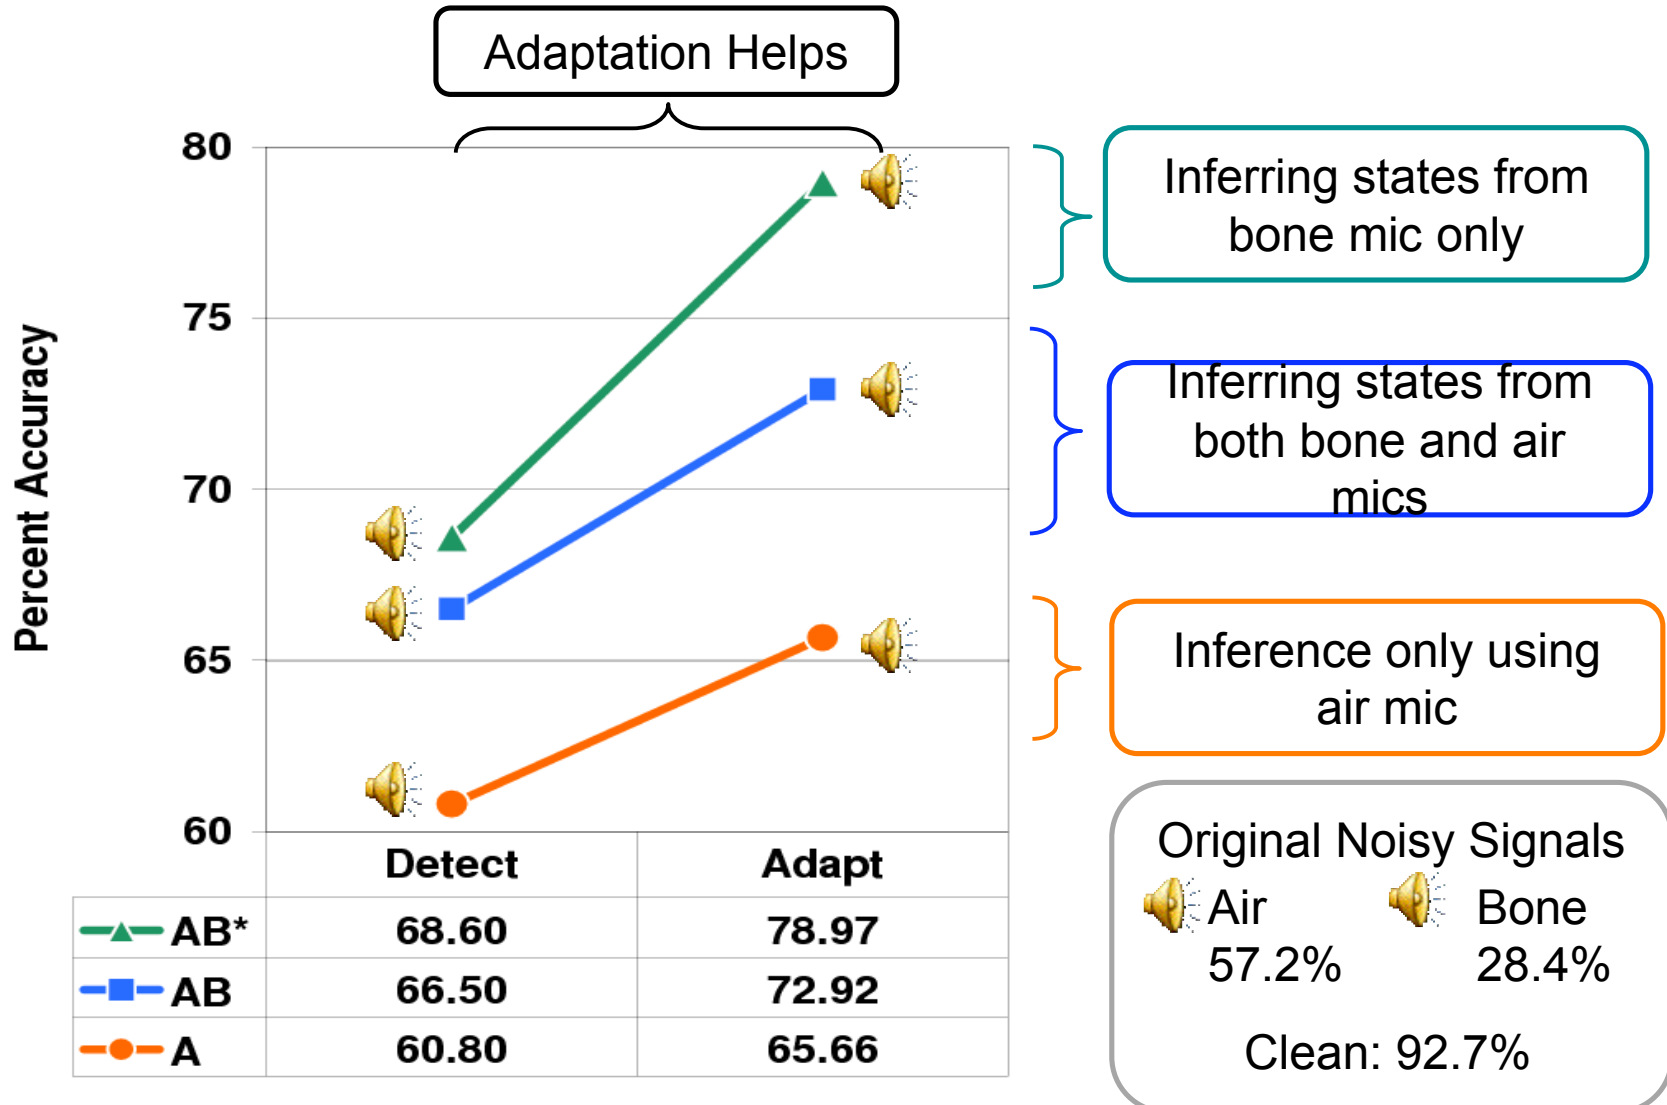 Adaptation Helps
80
75
70
65
60
Percent Accuracy
Detect Adapt
AB* 68.60 78.97
AB 66.50 72.92
A 60.80 65.66
Inferring states from
bone mic only
Inferring states from
both bone and air
mics
Inference only using
air mic
Original Noisy Signals
Air Bone
57.2% 28.4%
Clean: 92.7%